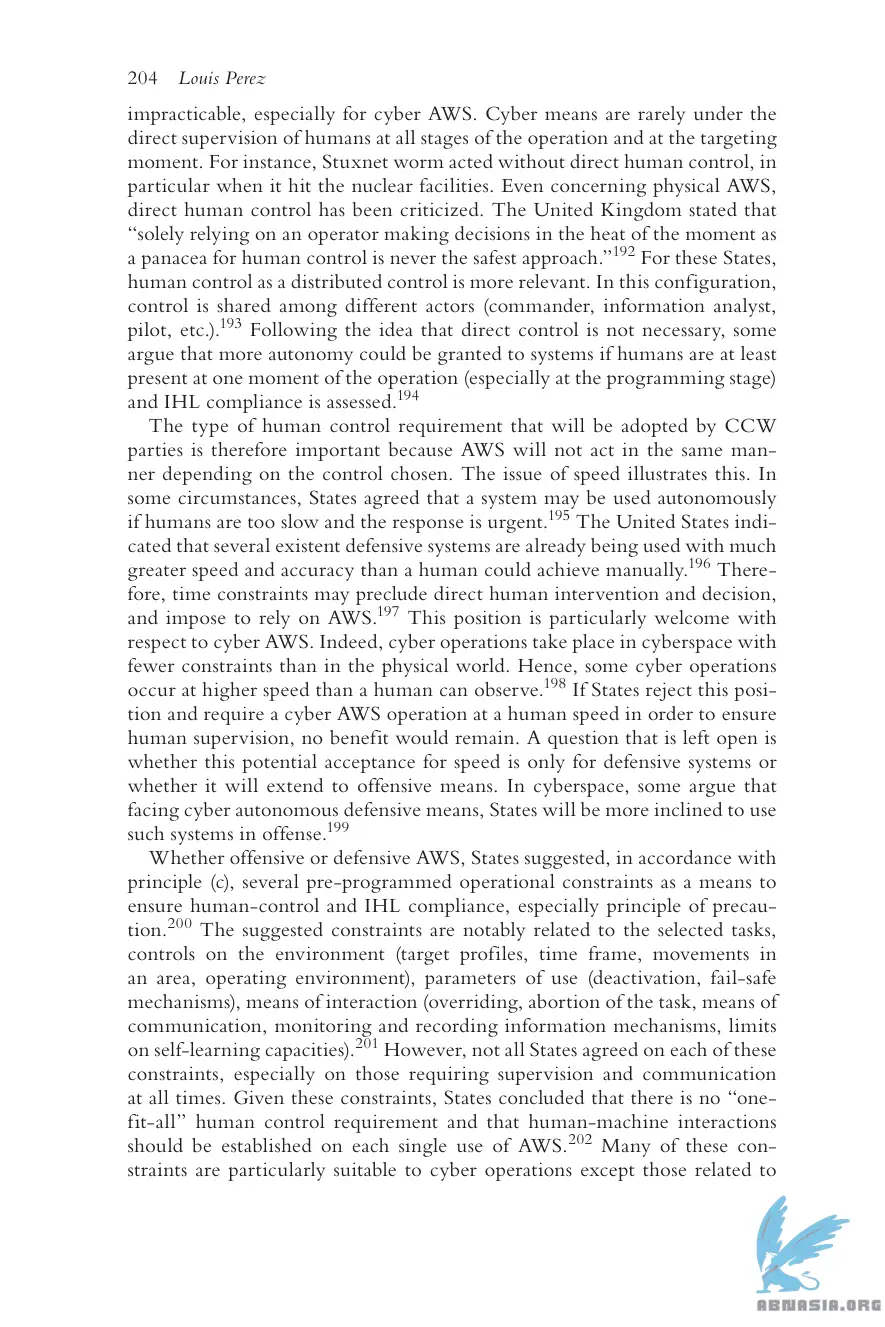 204 Louis Perez
impracticable, especially for cyber AWS. Cyber means are rarely under the
direct supervision of humans at all stages of the operation and at the targeting
moment. For instance, Stuxnet worm acted without direct human control, in
particular when it hit the nuclear facilities. Even concerning physical AWS,
direct human control has been criticized. The United Kingdom stated that
“solely relying on an operator making decisions in the heat of the moment as
a panacea for human control is never the safest approach.”192 For these States,
human control as a distributed control is more relevant. In this configuration,
control is shared among different actors (commander, information analyst,
pilot, etc.).193 Following the idea that direct control is not necessary, some
argue that more autonomy could be granted to systems if humans are at least
present at one moment of the operation (especially at the programming stage)
and IHL compliance is assessed.194
The type of human control requirement that will be adopted by CCW
parties is therefore important because AWS will not act in the same man-
ner depending on the control chosen. The issue of speed illustrates this. In
some circumstances, States agreed that a system may be used autonomously
if humans are too slow and the response is urgent.195 The United States indi-
cated that several existent defensive systems are already being used with much
greater speed and accuracy than a human could achieve manually.196 There-
fore, time constraints may preclude direct human intervention and decision,
and impose to rely on AWS.197 This position is particularly welcome with
respect to cyber AWS. Indeed, cyber operations take place in cyberspace with
fewer constraints than in the physical world. Hence, some cyber operations
occur at higher speed than a human can observe.198 If States reject this posi-
tion and require a cyber AWS operation at a human speed in order to ensure
human supervision, no benefit would remain. A question that is left open is
whether this potential acceptance for speed is only for defensive systems or
whether it will extend to offensive means. In cyberspace, some argue that
facing cyber autonomous defensive means, States will be more inclined to use
such systems in offense.199
Whether offensive or defensive AWS, States suggested, in accordance with
principle (c), several pre-programmed operational constraints as a means to
ensure human-control and IHL compliance, especially principle of precau-
tion.200 The suggested constraints are notably related to the selected tasks,
controls on the environment (target profiles, time frame, movements in
an area, operating environment), parameters of use (deactivation, fail-safe
mechanisms), means of interaction (overriding, abortion of the task, means of
communication, monitoring and recording information mechanisms, limits
on self-learning capacities).201 However, not all States agreed on each of these
constraints, especially on those requiring supervision and communication
at all times. Given these constraints, States concluded that there is no “one-
fit-all” human control requirement and that human-machine interactions
should be established on each single use of AWS.202 Many of these con-
straints are particularly suitable to cyber operations except those related to
ABNASIA.ORG